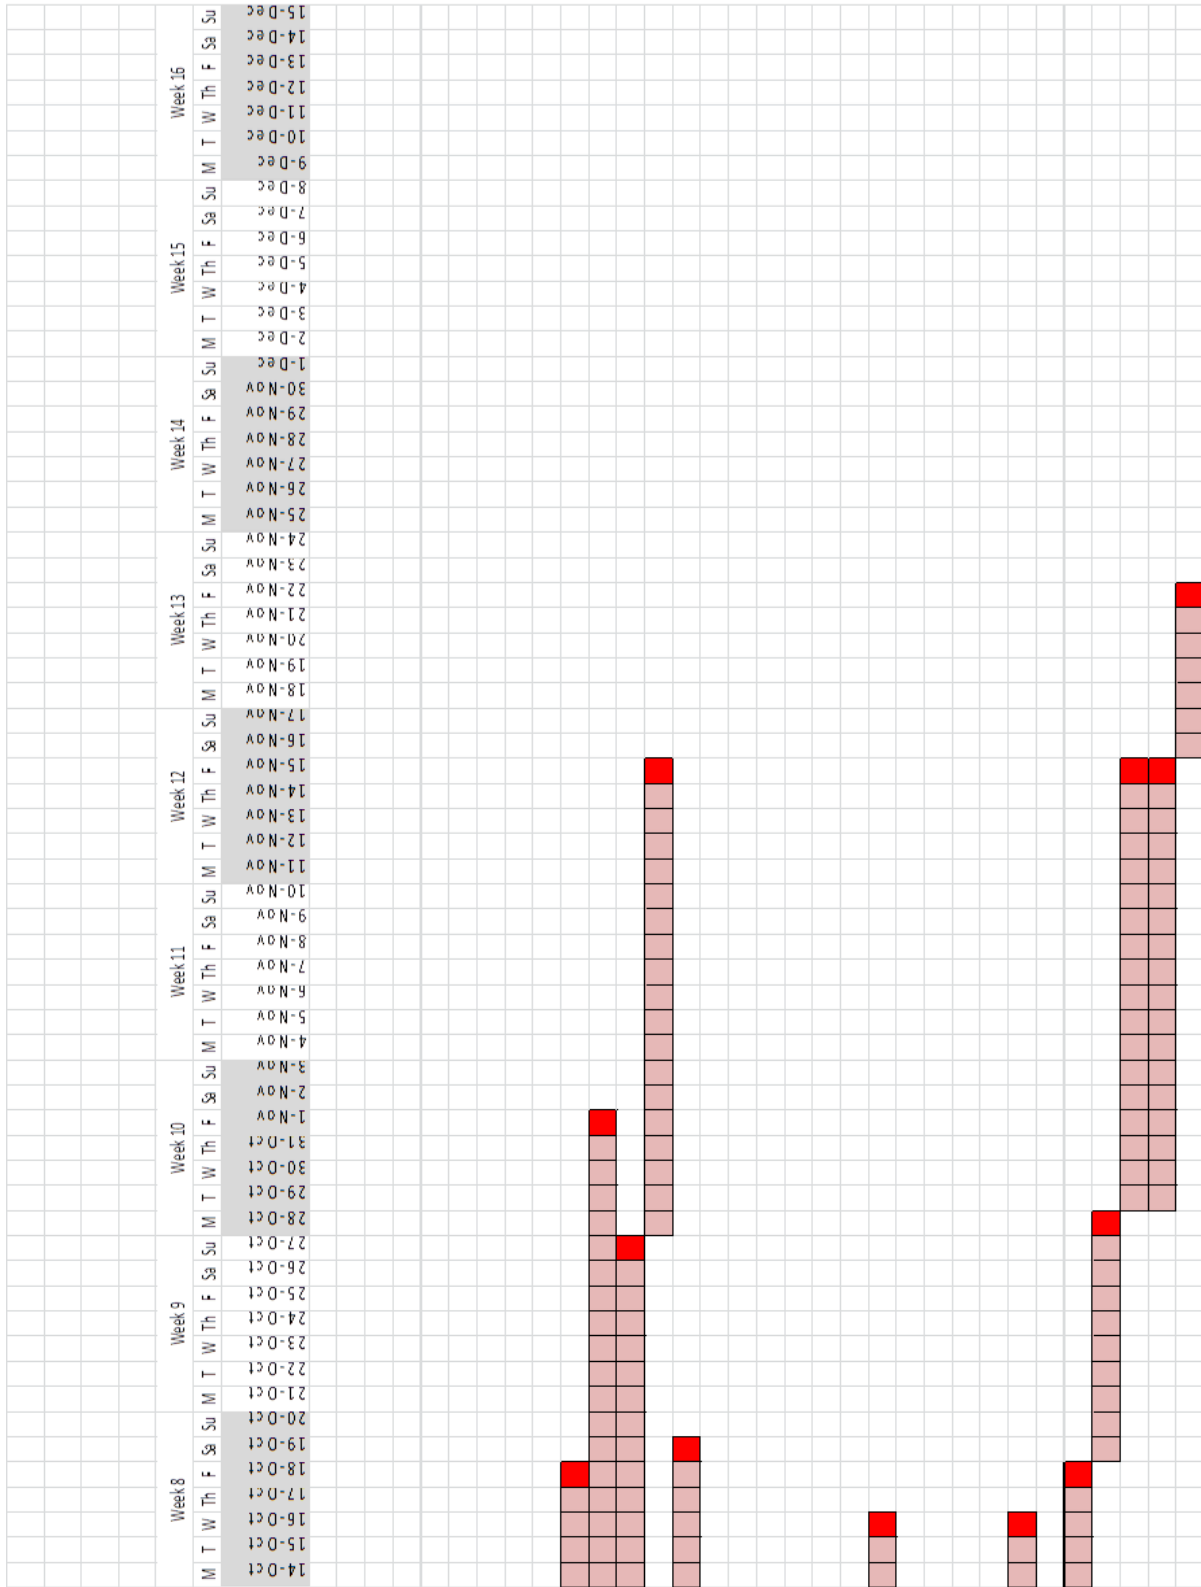 Week 8
Week 9
Week 10
Week 11
Week 12
Week 13
Week 14
Week 15
Week 16
M T W Th F Sa Su M T W Th F Sa Su M T W Th F Sa Su M T W Th F Sa Su M T W Th F Sa Su M T W Th F Sa Su M T W Th F Sa Su M T W Th F Sa Su M T W Th F Sa Su
14-Oct 15-Oct 16-Oct 17-Oct 18-Oct 19-Oct 20-Oct 21-Oct 22-Oct 23-Oct 24-Oct 25-Oct 26-Oct 27-Oct 28-Oct 29-Oct 30-Oct 31-Oct 1-Nov 2-Nov 3-Nov 4-Nov 5-Nov 6-Nov 7-Nov 8-Nov 9-Nov 10-Nov 11-Nov 12-Nov 13-Nov 14-Nov 15-Nov 16-Nov 17-Nov 18-Nov 19-Nov 20-Nov 21-Nov 22-Nov 23-Nov 24-Nov 25-Nov 26-Nov 27-Nov 28-Nov 29-Nov 30-Nov 1-Dec 2-Dec 3-Dec 4-Dec 5-Dec 6-Dec 7-Dec 8-Dec 9-Dec 10-Dec 11-Dec 12-Dec 13-Dec 14-Dec 15-Dec